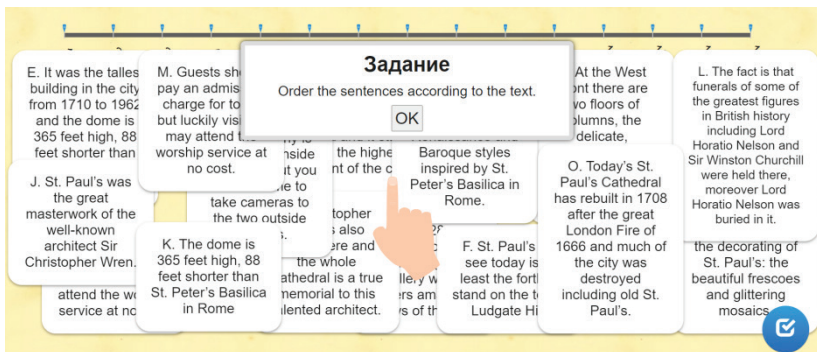 Задание
Order the sentences according to the text.
OK
E. It was the talles
building in the city
from 1710 to 1962
and the dome is
365 feet high, 88
feet shorter than
M. Guests sh
pay an admis
charge for to
but luckily visi
may attend th
worship service at
no cost.
J. St. Paul's was
the great
masterwork of the
well-known
architect Sir
Christopher Wren.
attend the wo
service at no
K. The dome is
365 feet high, 88
feet shorter than
St. Peter's Basilica
in Rome
take cameras to
the two outside
the highe
nt of the c
Baroque styles
inspired by St.
Peter's Basilica in
Rome.
also
ere and
the whole
athedral is a true
memorial to this
lented architect.
F. St. Paul's
see today is
least the fort
stand on the t
Ludgate Hi
At the West
nt there are
wo floors of
lumns, the
delicate,
O. Today's St.
Paul's Cathedral
has rebuilt in 1708
after the great
London Fire of
1666 and much of
the city was
destroyed
including old St.
Paul's.
L. The fact is that
funerals of some of
the greatest figures
in British history
including Lord
Horatio Nelson and
Sir Winston Churchill
were held there,
moreover Lord
Horatio Nelson was
buried in it.
the decorating of
St. Paul's: the
beautiful frescoes
and glittering
mosaics